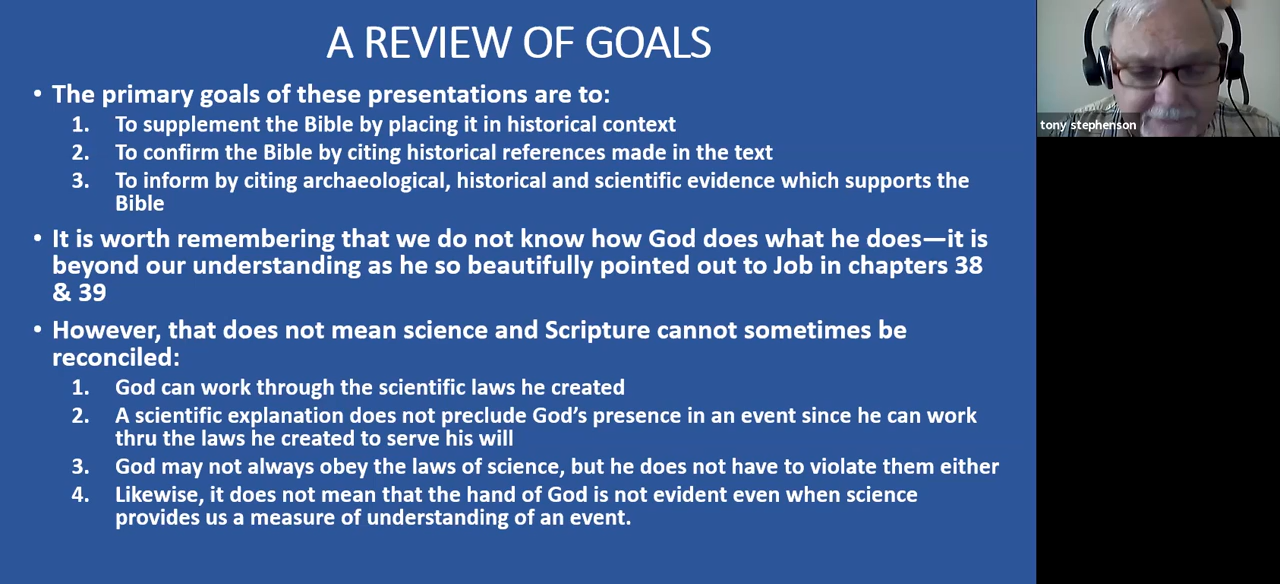 A REVIEW OF GOALS
• The primary goals of these presentations are to:
1. To supplement the Bible by placing it in historical context
2. To confirm the Bible by citing historical references made in the text
3. To inform by citing archaeological, historical and scientific evidence which supports the
Bible
• It is worth remembering that we do not know how God does what he does—it is
beyond our understanding as he so beautifully pointed out to Job in chapters 38
& 39
• However, that does not mean science and Scripture cannot sometimes be
reconciled:
1. God can work through the scientific laws he created
2. A scientific explanation does not preclude God’s presence in an event since he can work
thru the laws he created to serve his will
3. God may not always obey the laws of science, but he does not have to violate them either
4. Likewise, it does not mean that the hand of God is not evident even when science
provides us a measure of understanding of an event.
tony stephenson